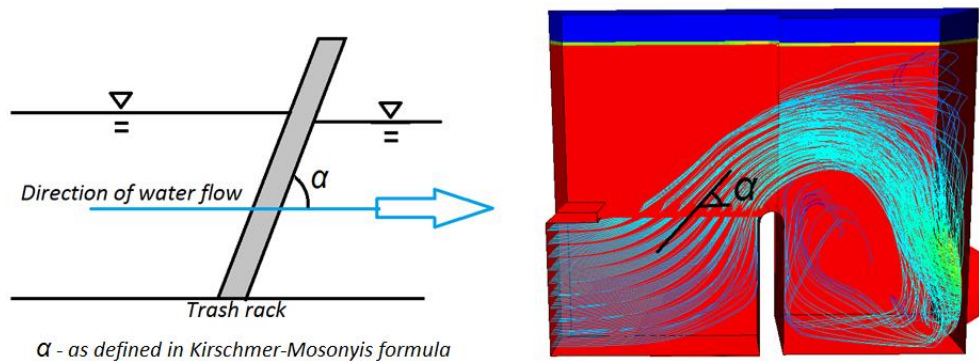 α
Direction of water flow
Trash rack
α - as defined in Kirschmer-Mosonyis formula
α